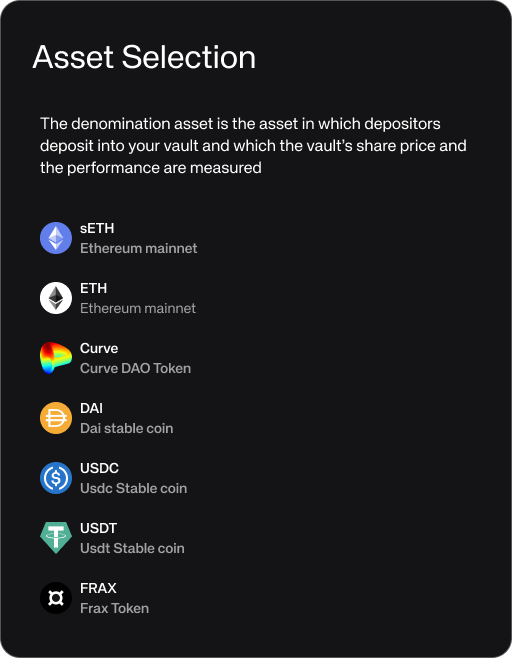 Asset Selection
The denomination asset is the asset in which depositors
deposit into your vault and which the vault's share price and
the performance are measured
sETH
Ethereum mainnet
ETH
Ethereum mainnet
Curve
Curve DAO Token
DAI
Dai stable coin
USDC
Usdc Stable coin
USDT
Usdt Stable coin
FRAX
Frax Token